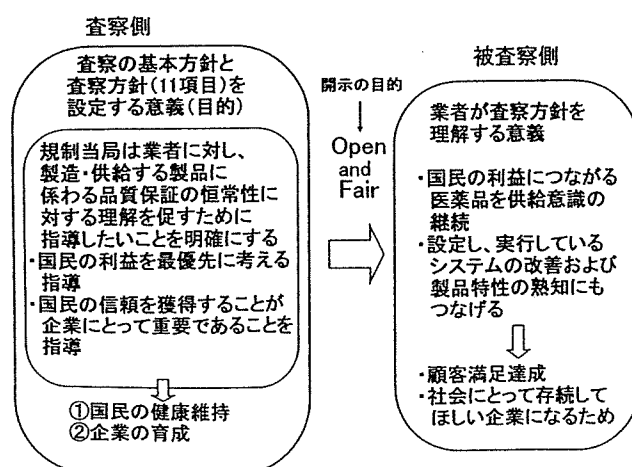 査察側
査察の基本方針と
査察方針(11項目)を
設定する意義(目的)
規制当局は業者に対し、
製造・供給する製品に
係わる品質保証の恒常性に
対する理解を促すために
指導したいことを明確にする
・国民の利益を最優先に考える
指導
・国民の信頼を獲得することが
企業にとって重要であることを
指導
①国民の健康維持
②企業の育成
開示の目的
Open
and
Fair
被査察側
業者が査察方針を
理解する意義
・国民の利益につながる
医薬品を供給意識の
継続
・設定し、実行している
システムの改善および
製品特性の熟知にも
つなげる
・顧客満足達成
・社会にとって存続して
ほしい企業になるため